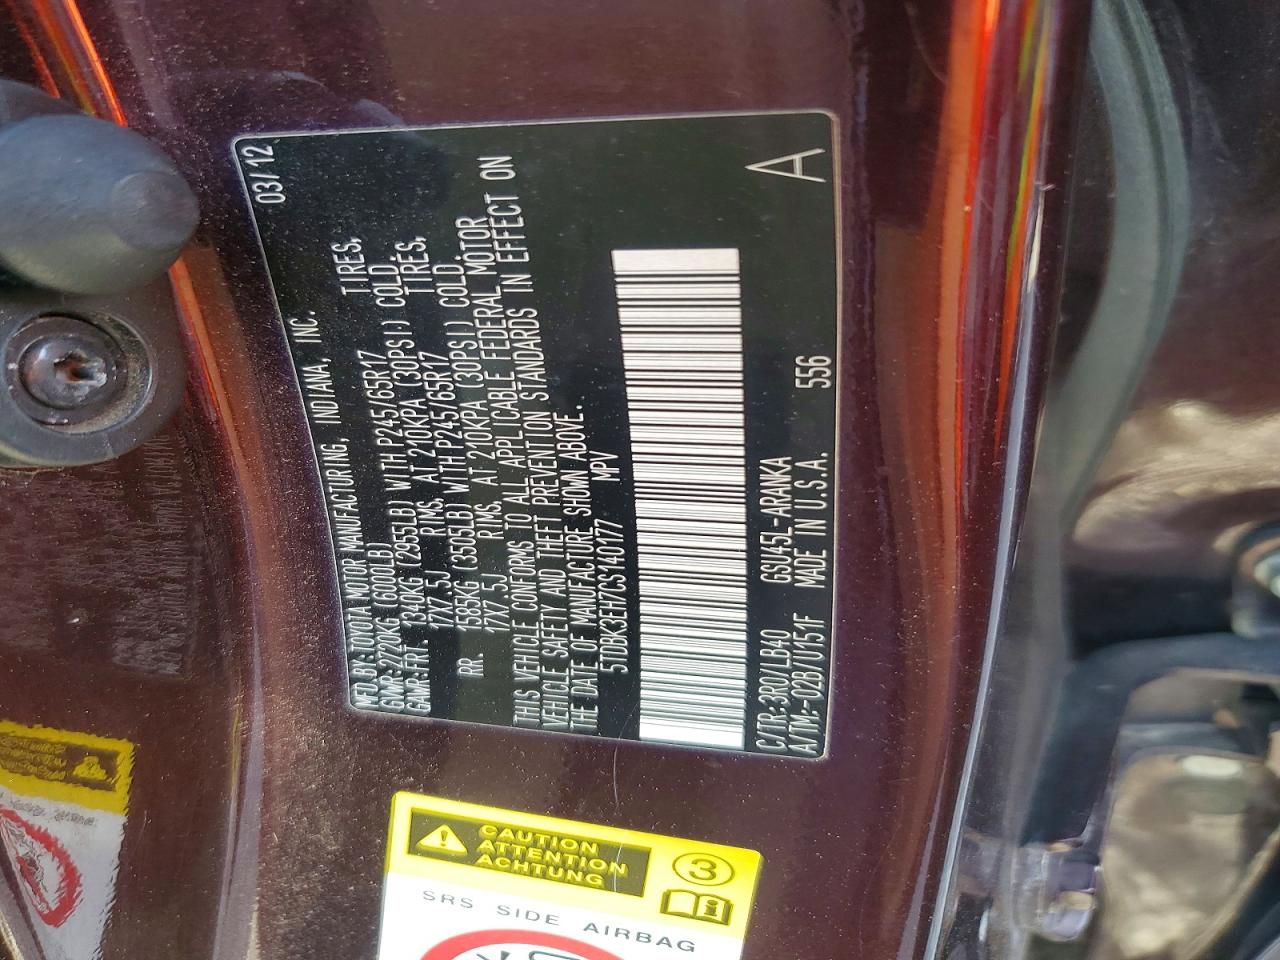 03/12
MFD BY: TOYOTA MOTOR MANUFACTURING, INDIANA, INC.
GVWR 2720KG (6000LB)
GAWR:FRT. 1340KG (2955LB) WITH P245/65R17 TIRES,
17X7.5J RIMS, AT 210KPA (30PSI.) COLD.
RR. 1585KG (3505LB) WITH P245/65R17 TIRES,
17X7.5J RIMS, AT 210KPA (30PSI) COLD.
THIS VEHICLE CONFORMS TO ALL APPLICABLE FEDERAL MOTOR
VEHICLE SAFETY AND THEFT PREVENTION STANDARDS IN EFFECT ON
THE DATE OF MANUFACTURE SHOWN ABOVE.
5TDBK3EH7CS140177 MPV
C/TR:3R0/LB40 GSU45L-ARANKA
A/TM:-02B/U151F MADE IN U.S.A. 556
A
CAUTION
ATTENTION
ACHTUNG
3
SRS SIDE AIRBAG